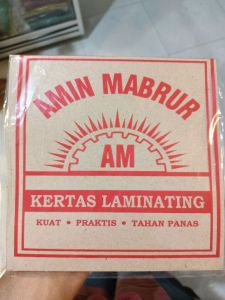 AMIN MABRUR
AM
KERTAS LAMINATING
KUAT • PRAKTIS • TAHAN PANAS